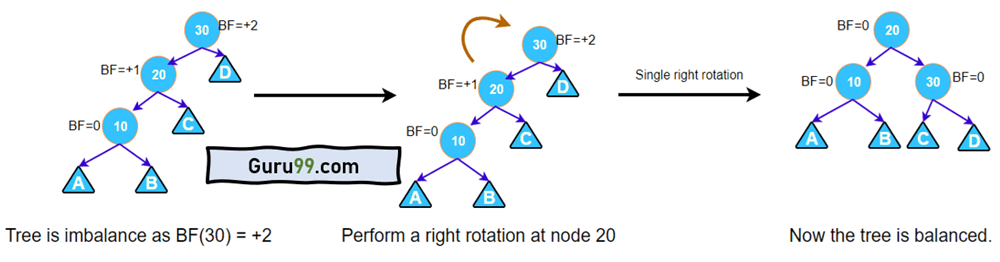 30 BF=+2
BF=+1 20
D
BF=0 10
C
A B
30 BF=+2
BF=+1 20
D
BF=0 10
C
A B
Single right rotation
BF=0 20
BF=0 10 30 BF=0
A B C D
Guru99.com
Tree is imbalance as BF(30) = +2
Perform a right rotation at node 20
Now the tree is balanced.